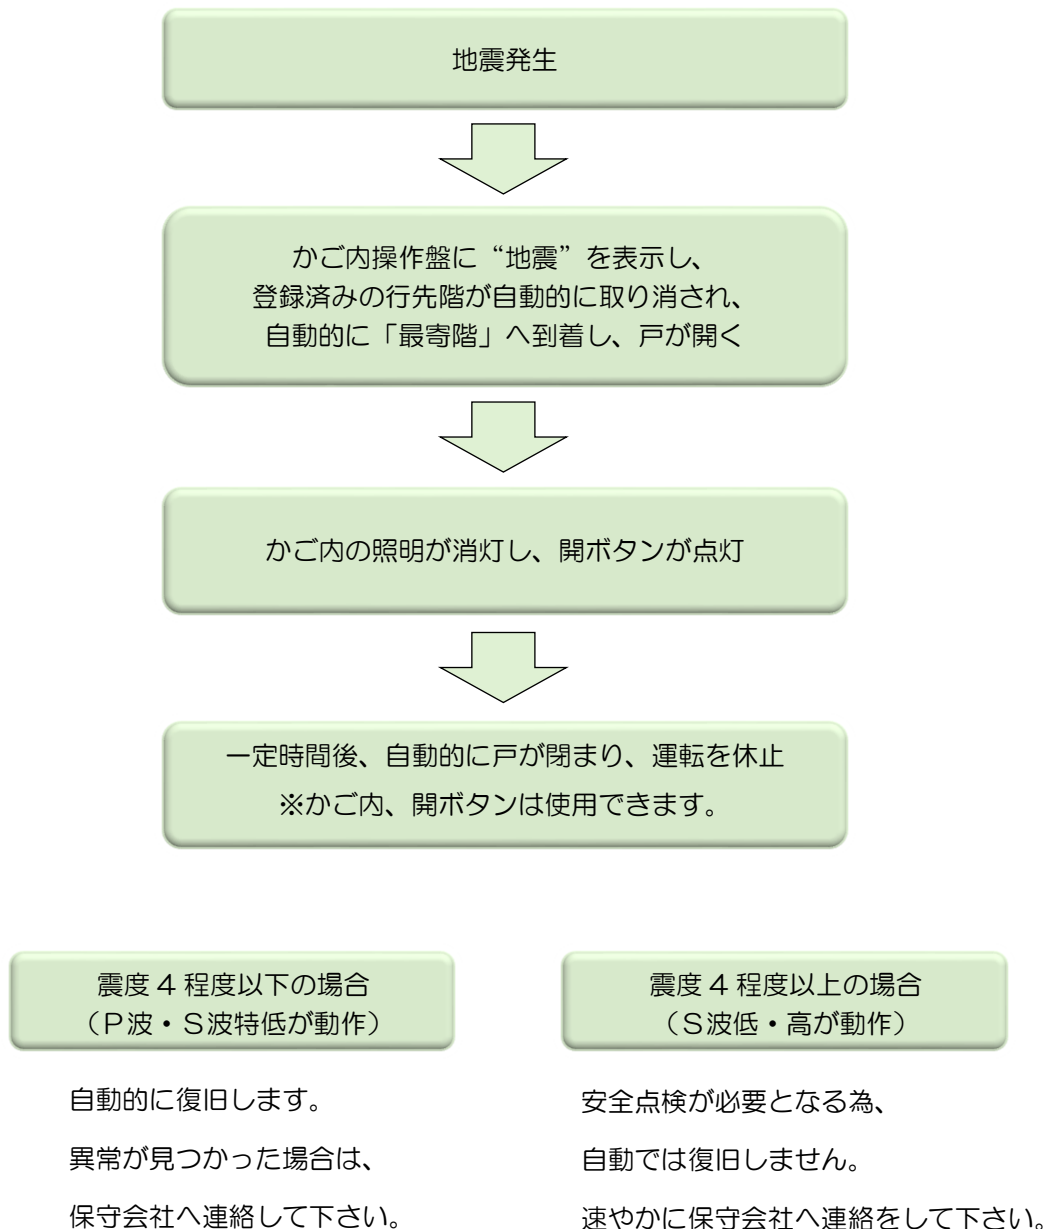 地震発生
かご内操作盤に“地震”を表示し、
登録済みの行先階が自動的に取り消され、
自動的に「最寄階」へ到着し、戸が開く
かご内の照明が消灯し、開ボタンが点灯
一定時間後、自動的に戸が閉まり、運転を休止
※かご内、開ボタンは使用できます。
震度４程度以下の場合
（Ｐ波・Ｓ波特低が動作）
自動的に復旧します。
異常が見つかった場合は、
保守会社へ連絡して下さい。
震度４程度以上の場合
（Ｓ波低・高が動作）
安全点検が必要となる為、
自動では復旧しません。
速やかに保守会社へ連絡をして下さい。